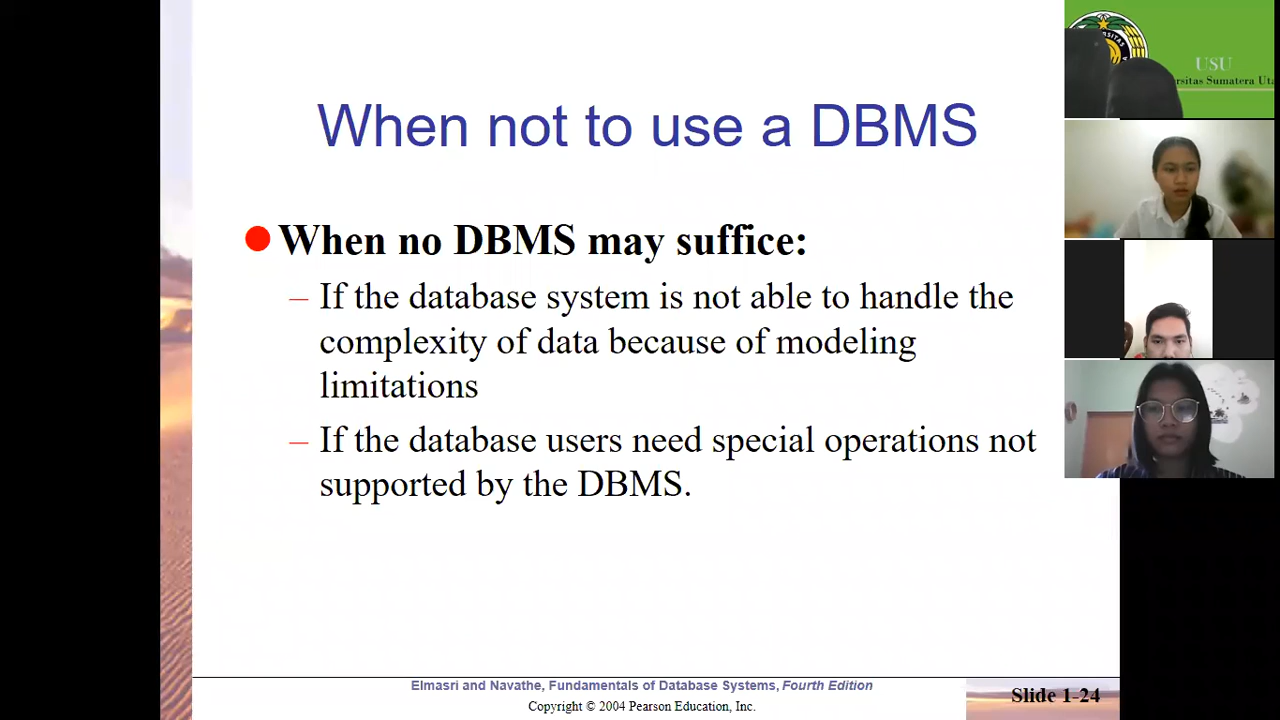 When not to use a DBMS
When no DBMS may suffice:
– If the database system is not able to handle the
complexity of data because of modeling
limitations
– If the database users need special operations not
supported by the DBMS.
Elmasri and Navathe, Fundamentals of Database Systems, Fourth Edition
Copyright © 2004 Pearson Education, Inc.
Slide 1-24
USU